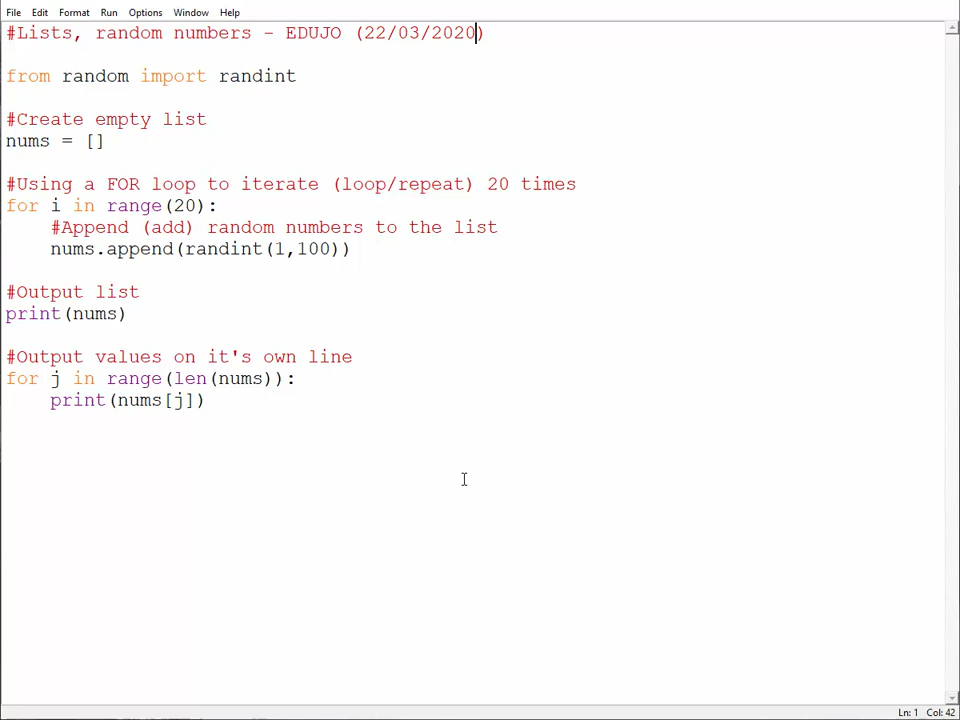 File Edit Format Run Options Window Help
#Lists, random numbers - EDUJO (22/03/2020)
from random import randint
#Create empty list
nums = []
#Using a FOR loop to iterate (loop/repeat) 20 times
for i in range(20):
    #Append (add) random numbers to the list
    nums.append(randint(1,100))
#Output list
print(nums)
#Output values on it's own line
for j in range(len(nums)):
    print(nums[j])
Ln: 1 Col: 42